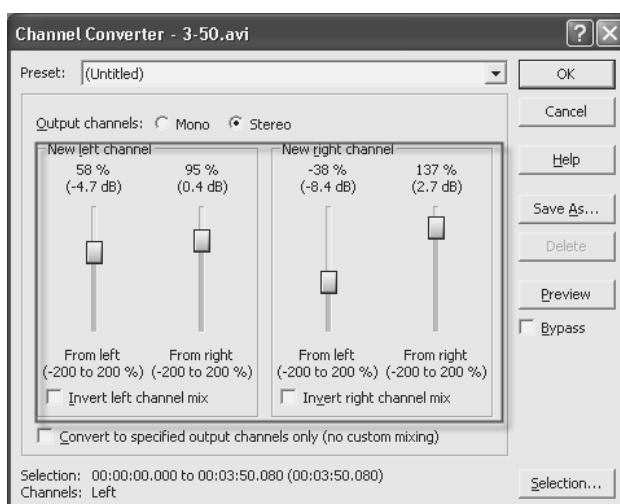 Channel Converter - 3-50.avi
Preset: (Untitled)
OK
Output channels: Mono Stereo
Cancel
New left channel
New right channel
58 % 95 %
(-4.7 dB) (0.4 dB)
-38 % 137 %
(-8.4 dB) (2.7 dB)
Help
Save As...
Delete
Preview
Bypass
From left From right
(-200 to 200 %) (-200 to 200 %)
From left From right
(-200 to 200 %) (-200 to 200 %)
Invert left channel mix
Invert right channel mix
Convert to specified output channels only (no custom mixing)
Selection: 00:00:00.000 to 00:03:50.080 (00:03:50.080)
Channels: Left
Selection...